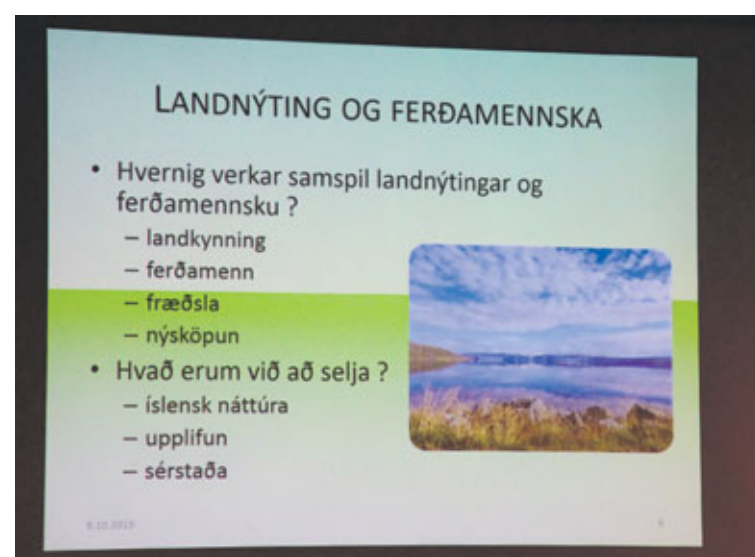 LANDNÝTING OG FERÐAMENNSKA
• Hvernig verkar samspil landnýtingar og
ferðamennsku ?
– landkynning
– ferðamenn
– fræðsla
– nýsköpun
• Hvað erum við að selja ?
– íslensk náttúra
– upplifun
– sérstaða